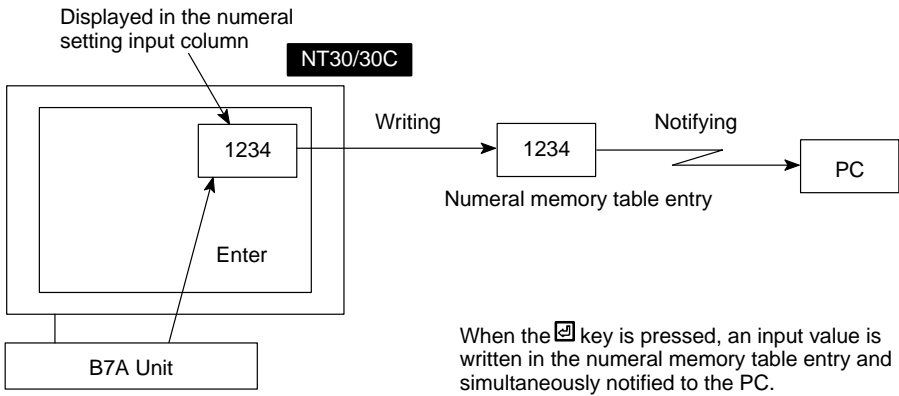 Displayed in the numeral
setting input column
NT30/30C
Writing
Notifying
1234
1234
PC
Numeral memory table entry
Enter
B7A Unit
When the key is pressed, an input value is
written in the numeral memory table entry and
simultaneously notified to the PC.